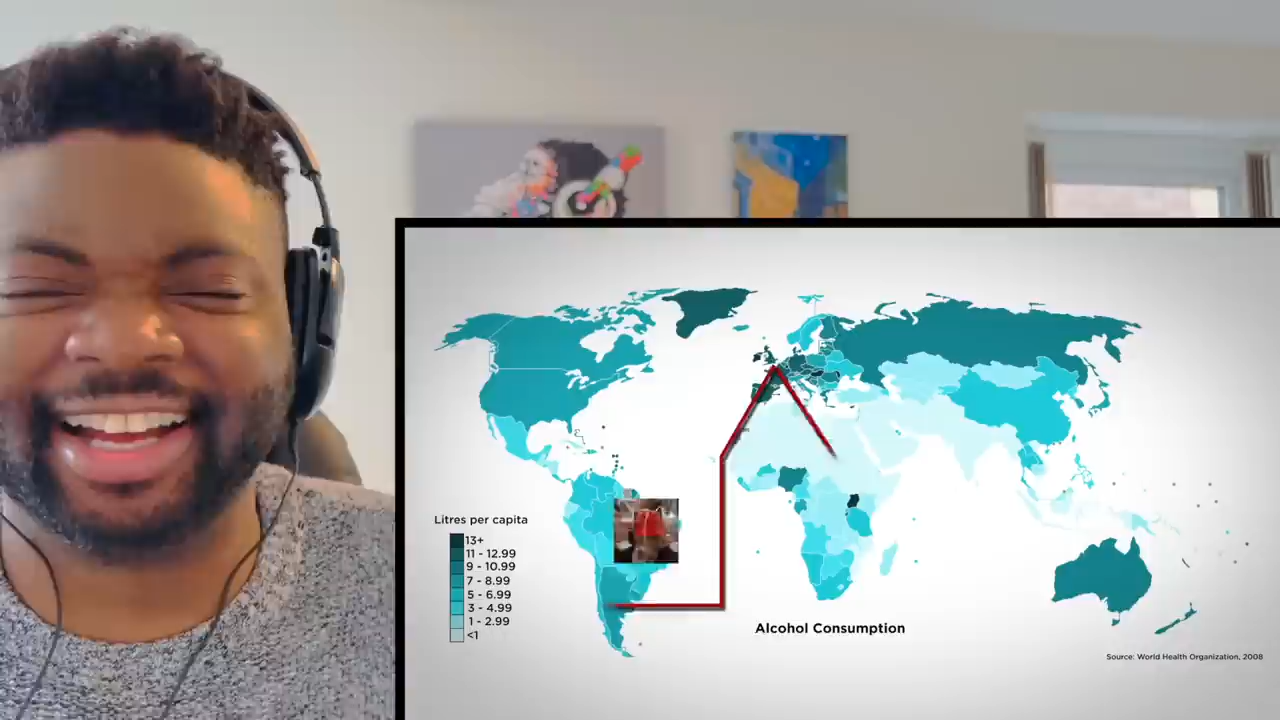 Litres per capita
13+
11 - 12.99
9 - 10.99
7 - 8.99
5 - 6.99
3 - 4.99
1 - 2.99
<1
Alcohol Consumption
Source: World Health Organization, 2008